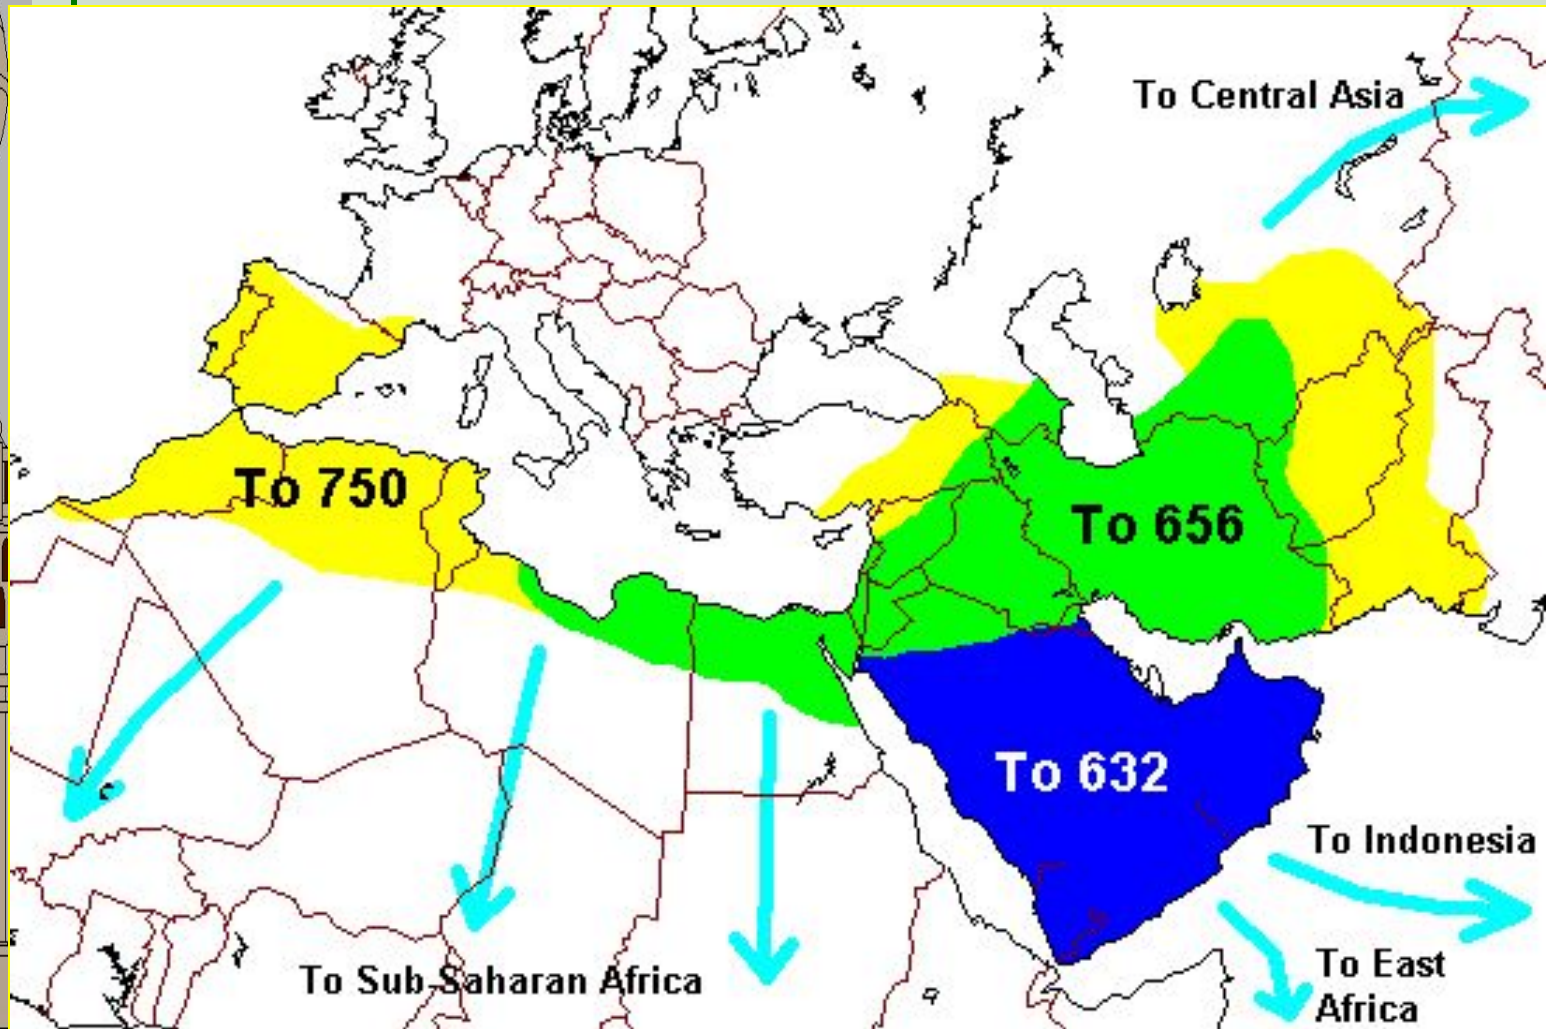 To Central Asia
To 750
To 656
To 632
To Indonesia
To Sub-Saharan Africa
To East
Africa